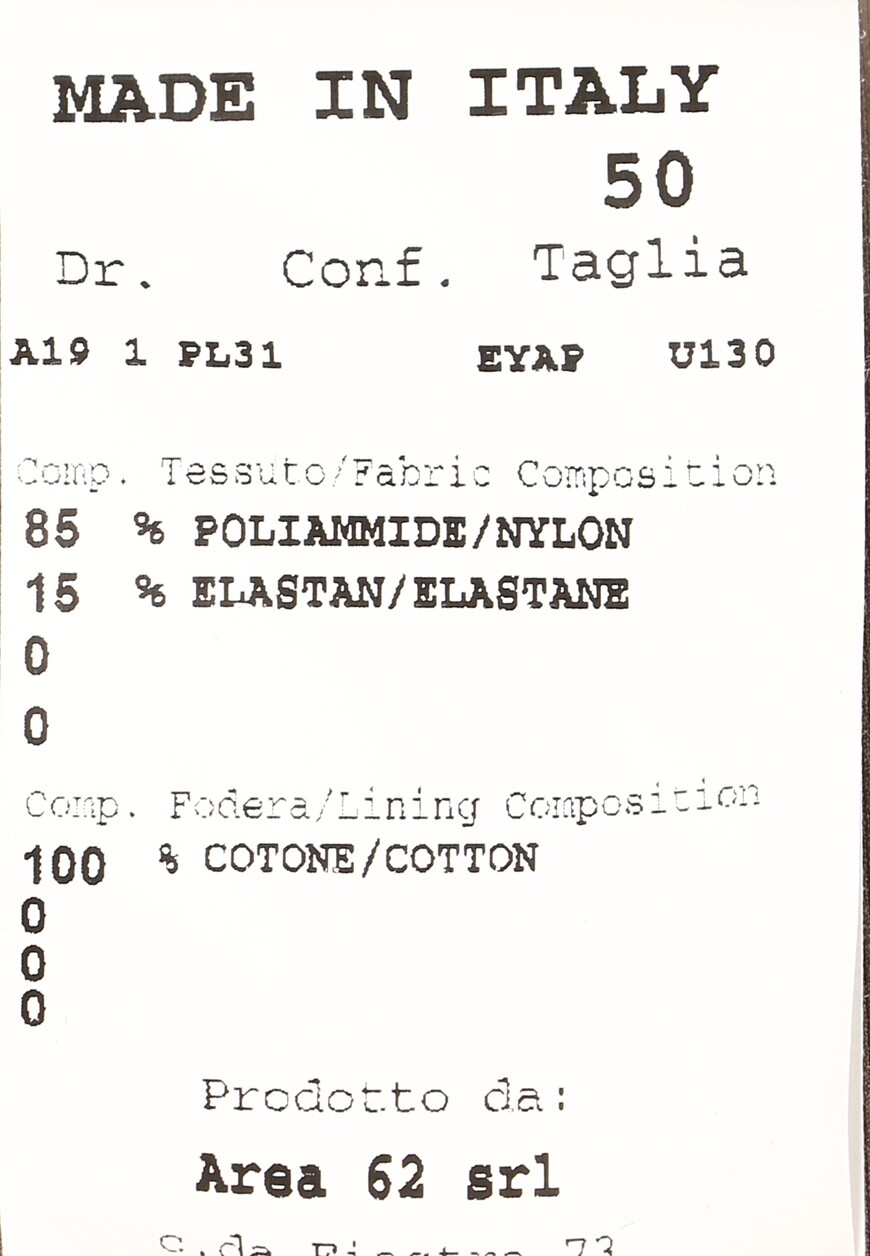 MADE IN ITALY
50
Dr. Conf. Taglia
A19 1 PL31 EYAP U130
Comp. Tessuto/Fabric Composition
85 % POLIAMMIDE/NYLON
15 % ELASTAN/ELASTANE
0
0
Comp. Fodera/Lining Composition
100 % COTONE/COTTON
0
0
0
Prodotto da:
Area 62 srl
73